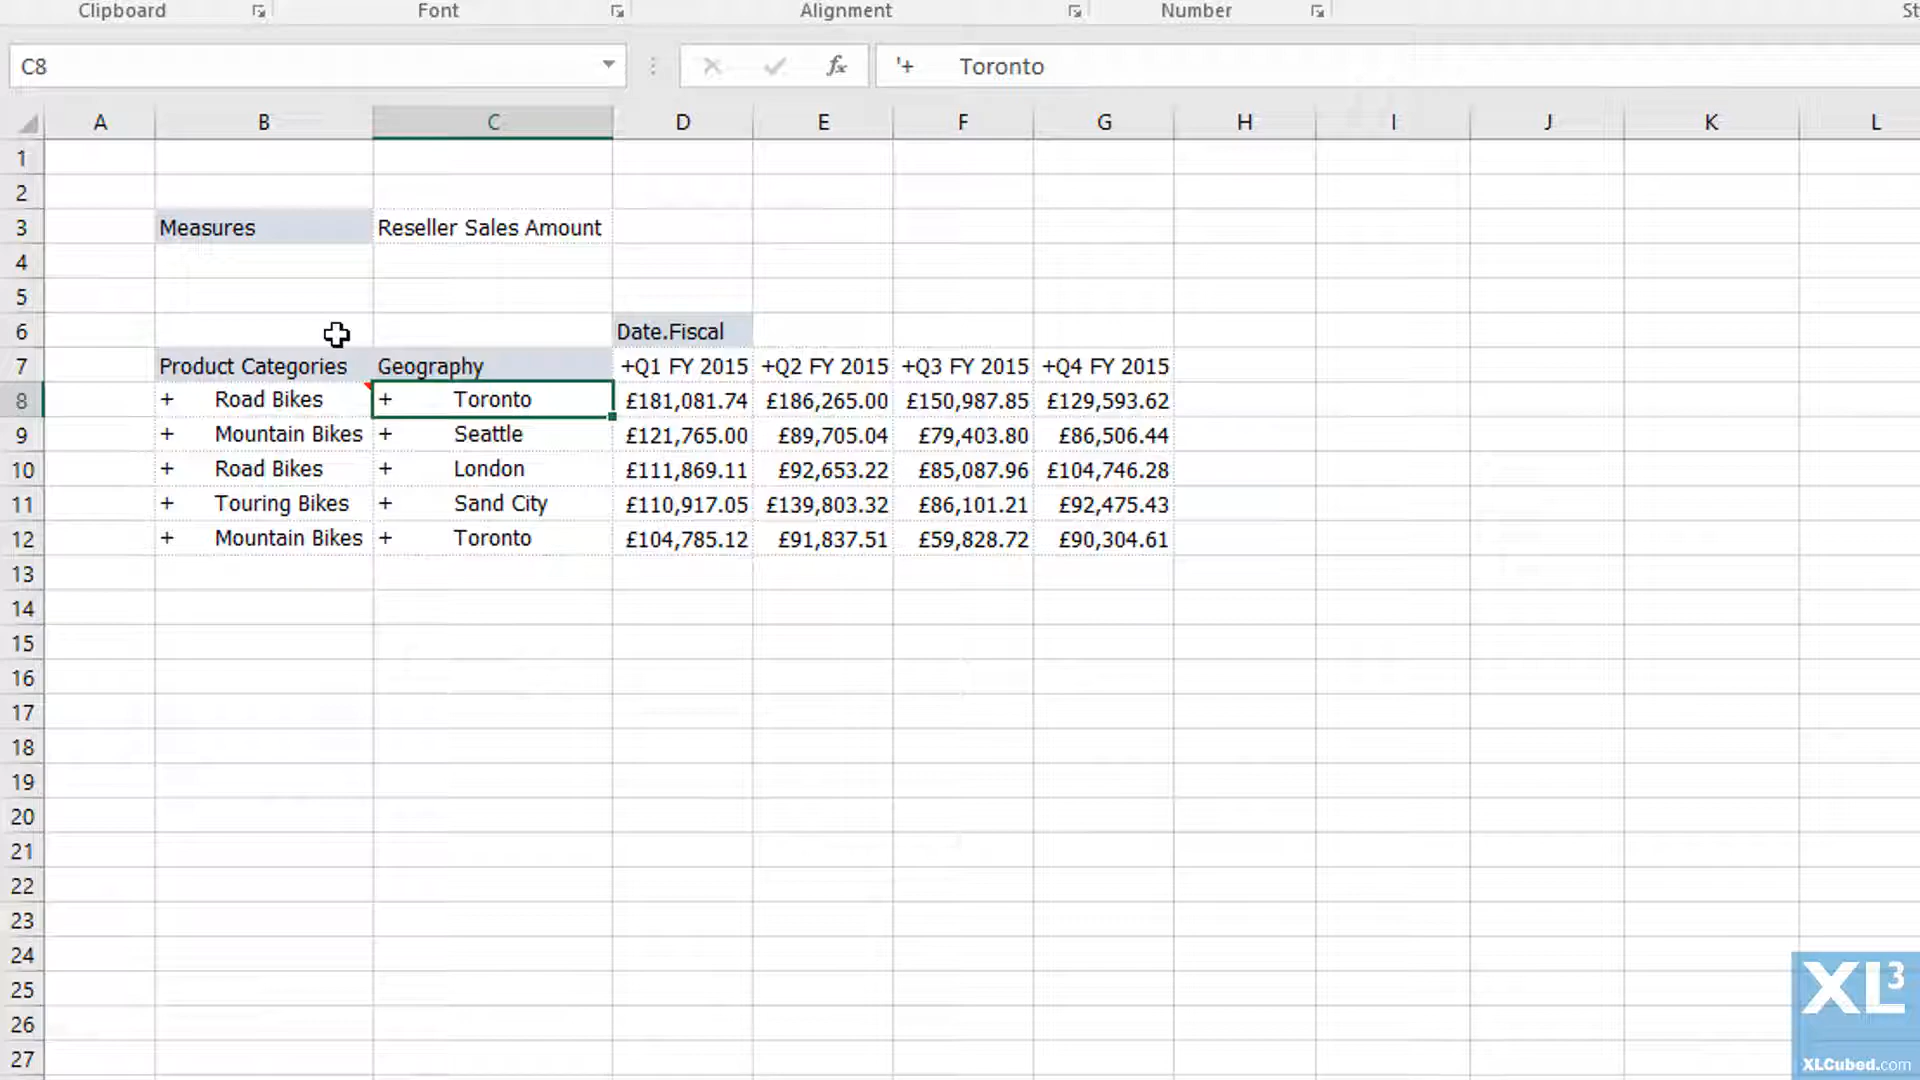 Clipboard Font Alignment Number St
C8 fx '+ Toronto
A B C D E F G H I J K L
1
2
3 Measures Reseller Sales Amount
4
5
6 Date.Fiscal
7 Product Categories Geography +Q1 FY 2015 +Q2 FY 2015 +Q3 FY 2015 +Q4 FY 2015
8 + Road Bikes + Toronto £181,081.74 £186,265.00 £150,987.85 £129,593.62
9 + Mountain Bikes + Seattle £121,765.00 £89,705.04 £79,403.80 £86,506.44
10 + Road Bikes + London £111,869.11 £92,653.22 £85,087.96 £104,746.28
11 + Touring Bikes + Sand City £110,917.05 £139,803.32 £86,101.21 £92,475.43
12 + Mountain Bikes + Toronto £104,785.12 £91,837.51 £59,828.72 £90,304.61
13
14
15
16
17
18
19
20
21
22
23
24
25
26
27
XL3
XLCubed.com